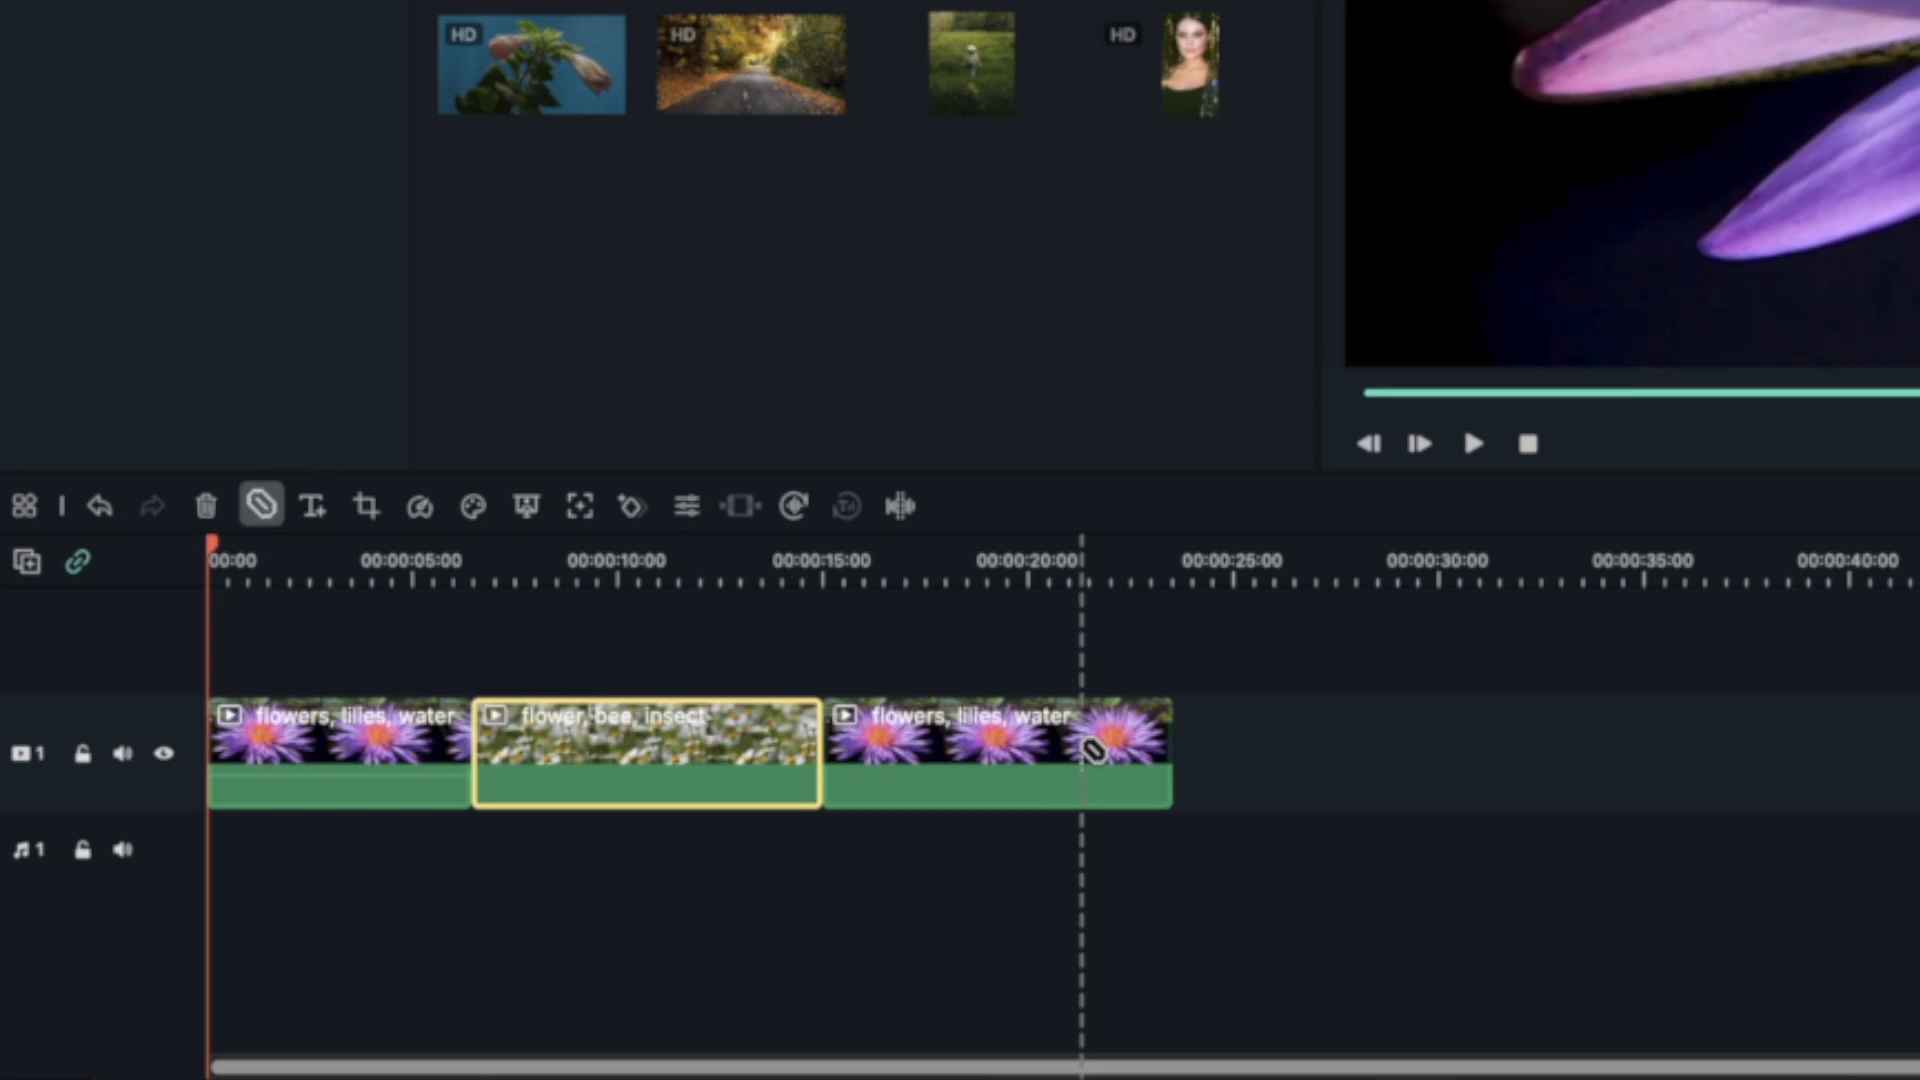 HD
HD
HD
00:00
00:00:05:00
00:00:10:00
00:00:15:00
00:00:20:00
00:00:25:00
00:00:30:00
00:00:35:00
00:00:40:00
flowers, lilies, water
flower, bee, insect
flowers, lilies, water
1
1